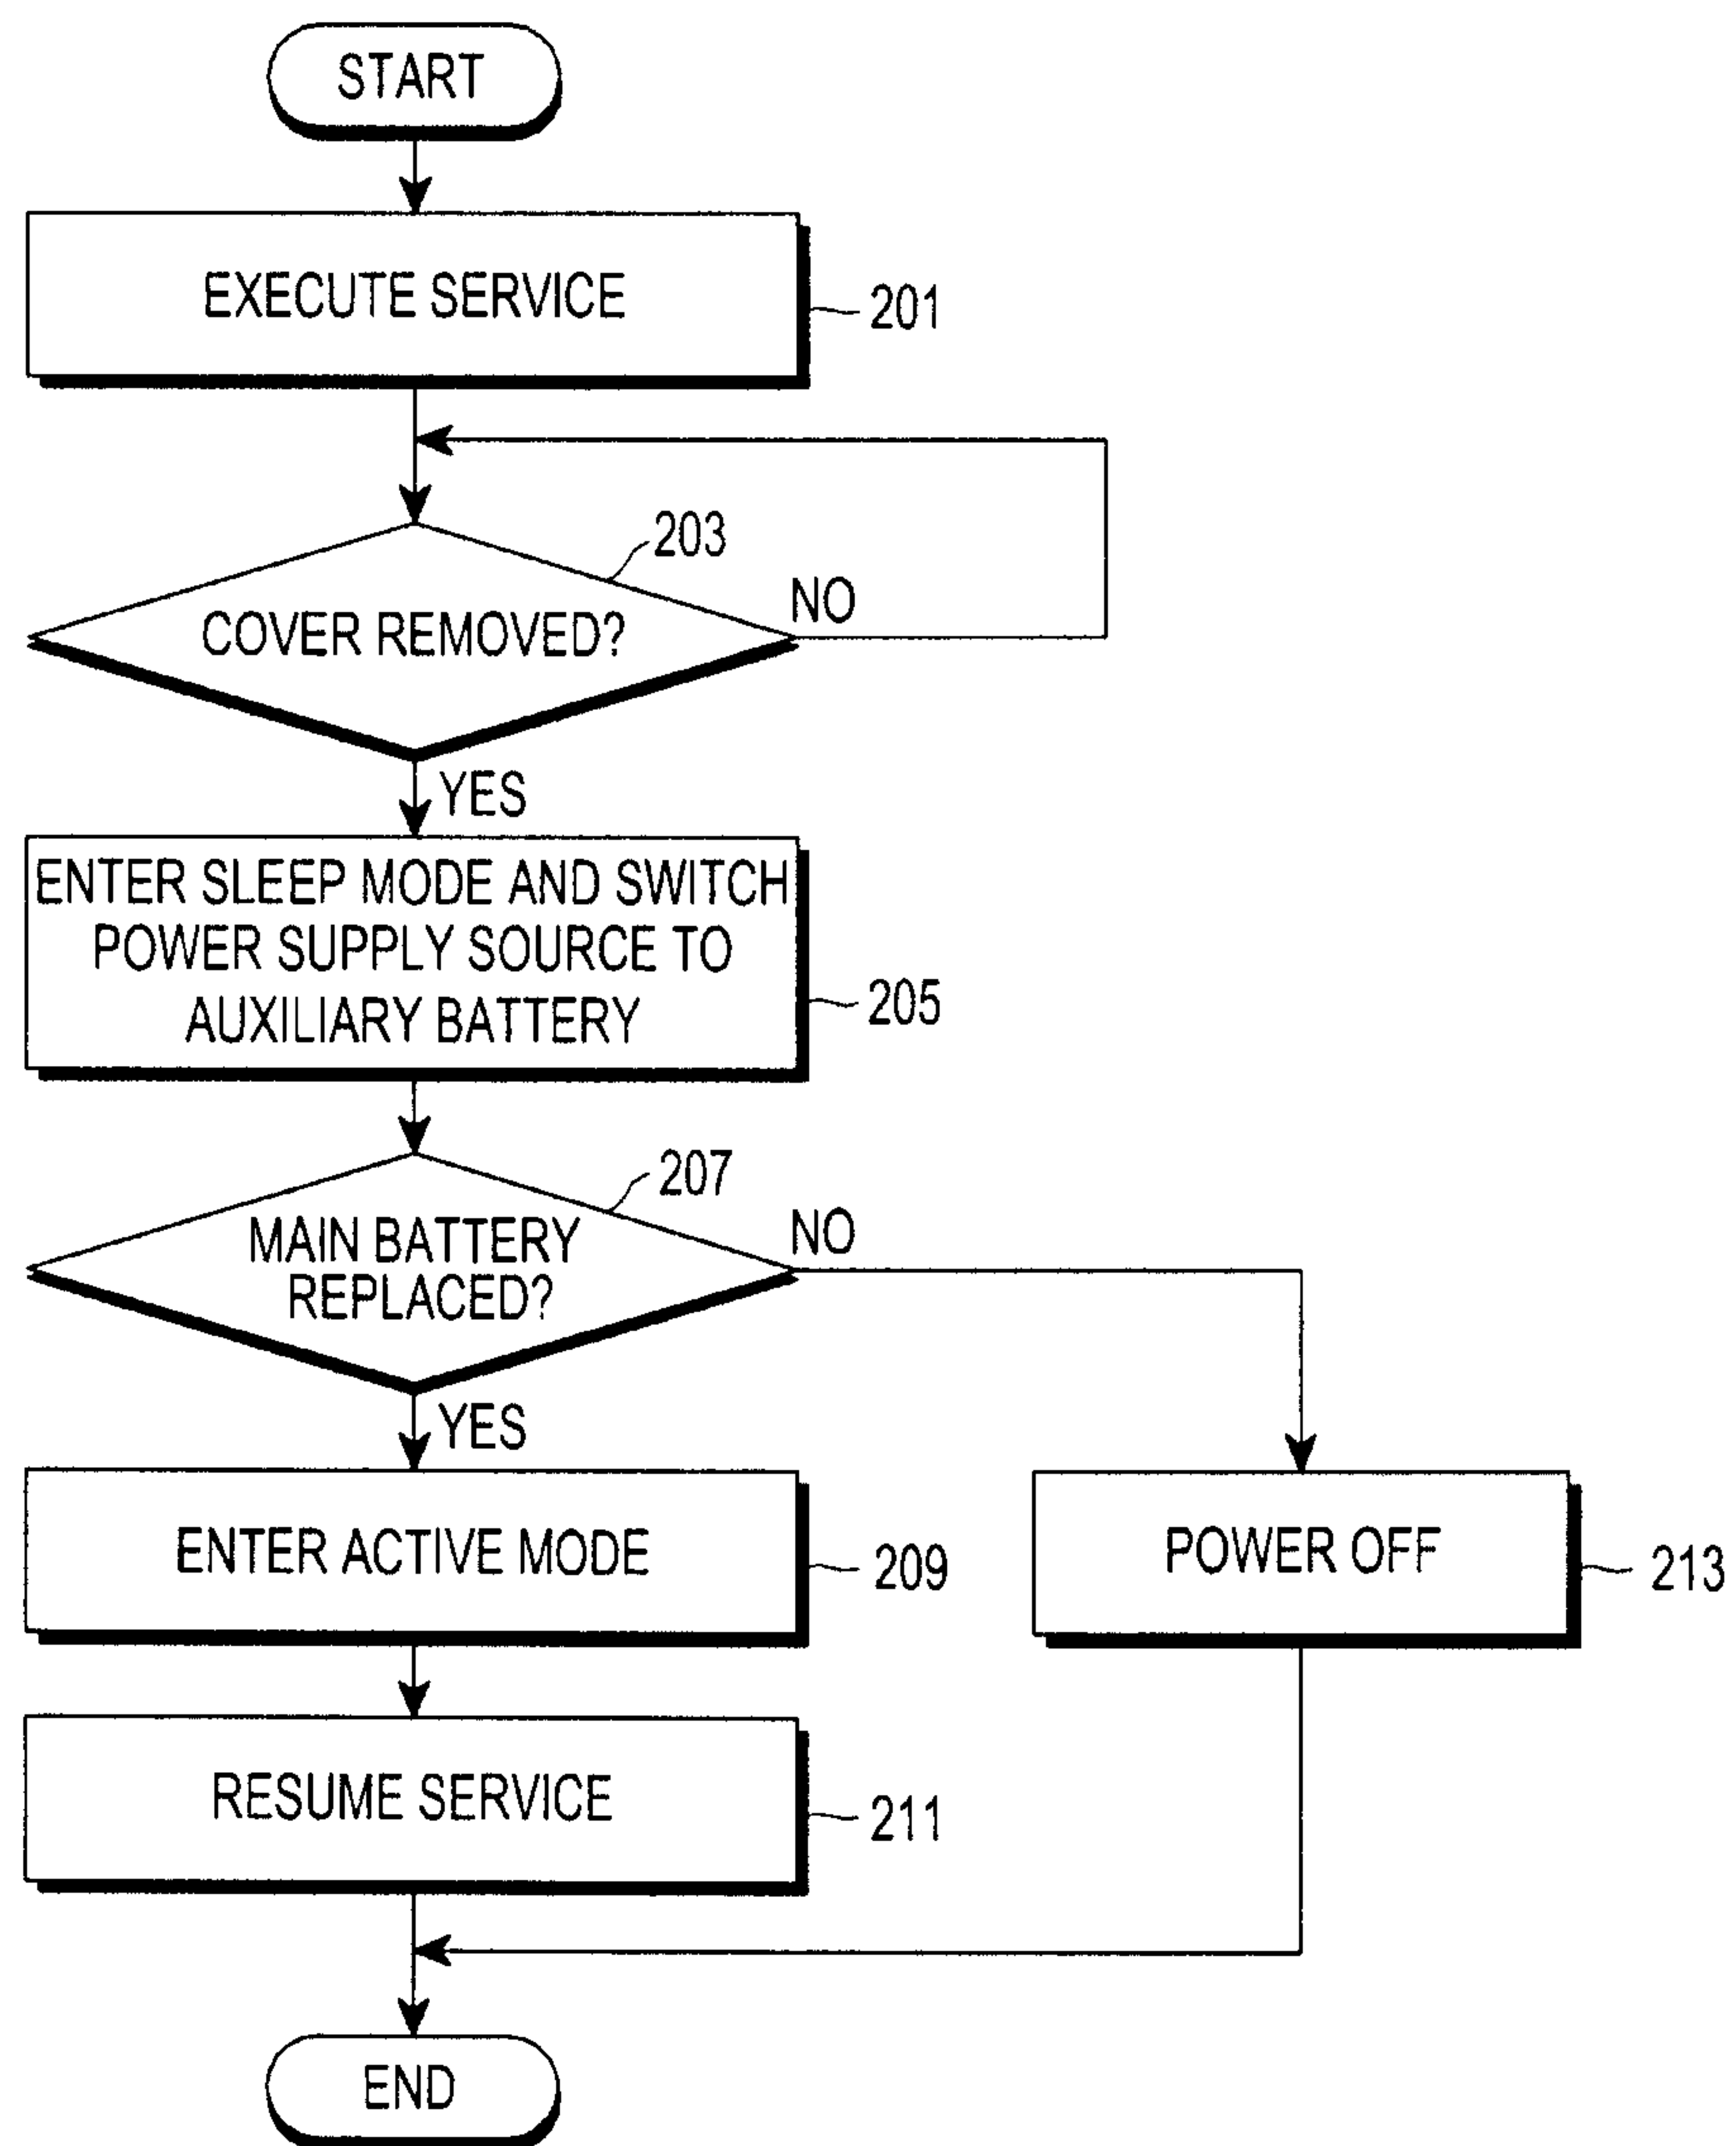 START
EXECUTE SERVICE
201
203
COVER REMOVED?
NO
YES
ENTER SLEEP MODE AND SWITCH
POWER SUPPLY SOURCE TO
AUXILIARY BATTERY
205
207
MAIN BATTERY
REPLACED?
NO
YES
ENTER ACTIVE MODE
209
POWER OFF
213
RESUME SERVICE
211
END